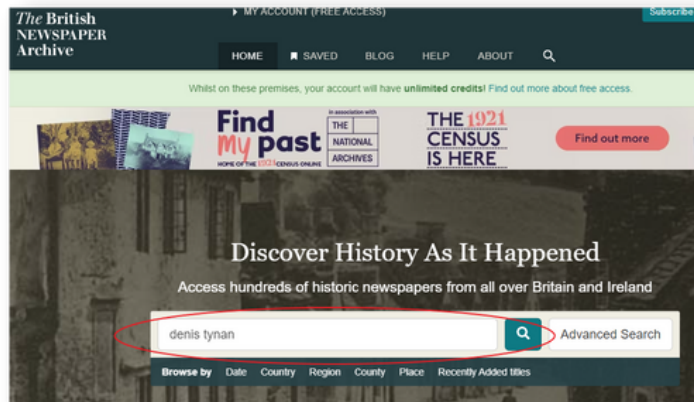 The British
NEWSPAPER
Archive
MY ACCOUNT (FREE ACCESS)
Subscribe
HOME SAVED BLOG HELP ABOUT
Whilst on these premises, your account will have unlimited credits! Find out more about free access.
Find
my past
HOME OF THE 1921 CENSUS ONLINE
In association with
THE
NATIONAL
ARCHIVES
THE 1921
CENSUS
IS HERE
Find out more
Discover History As It Happened
Access hundreds of historic newspapers from all over Britain and Ireland
denis tynan
Advanced Search
Browse by Date Country Region County Place Recently Added titles